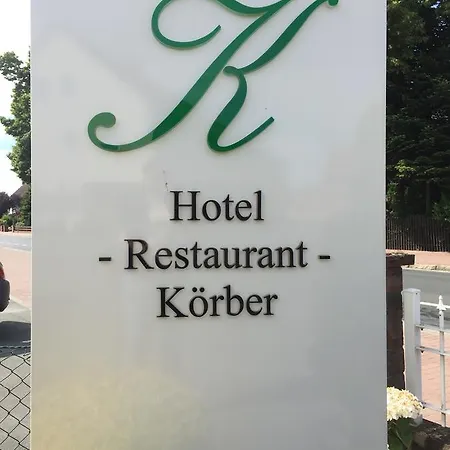 K
Hotel
- Restaurant -
Körber